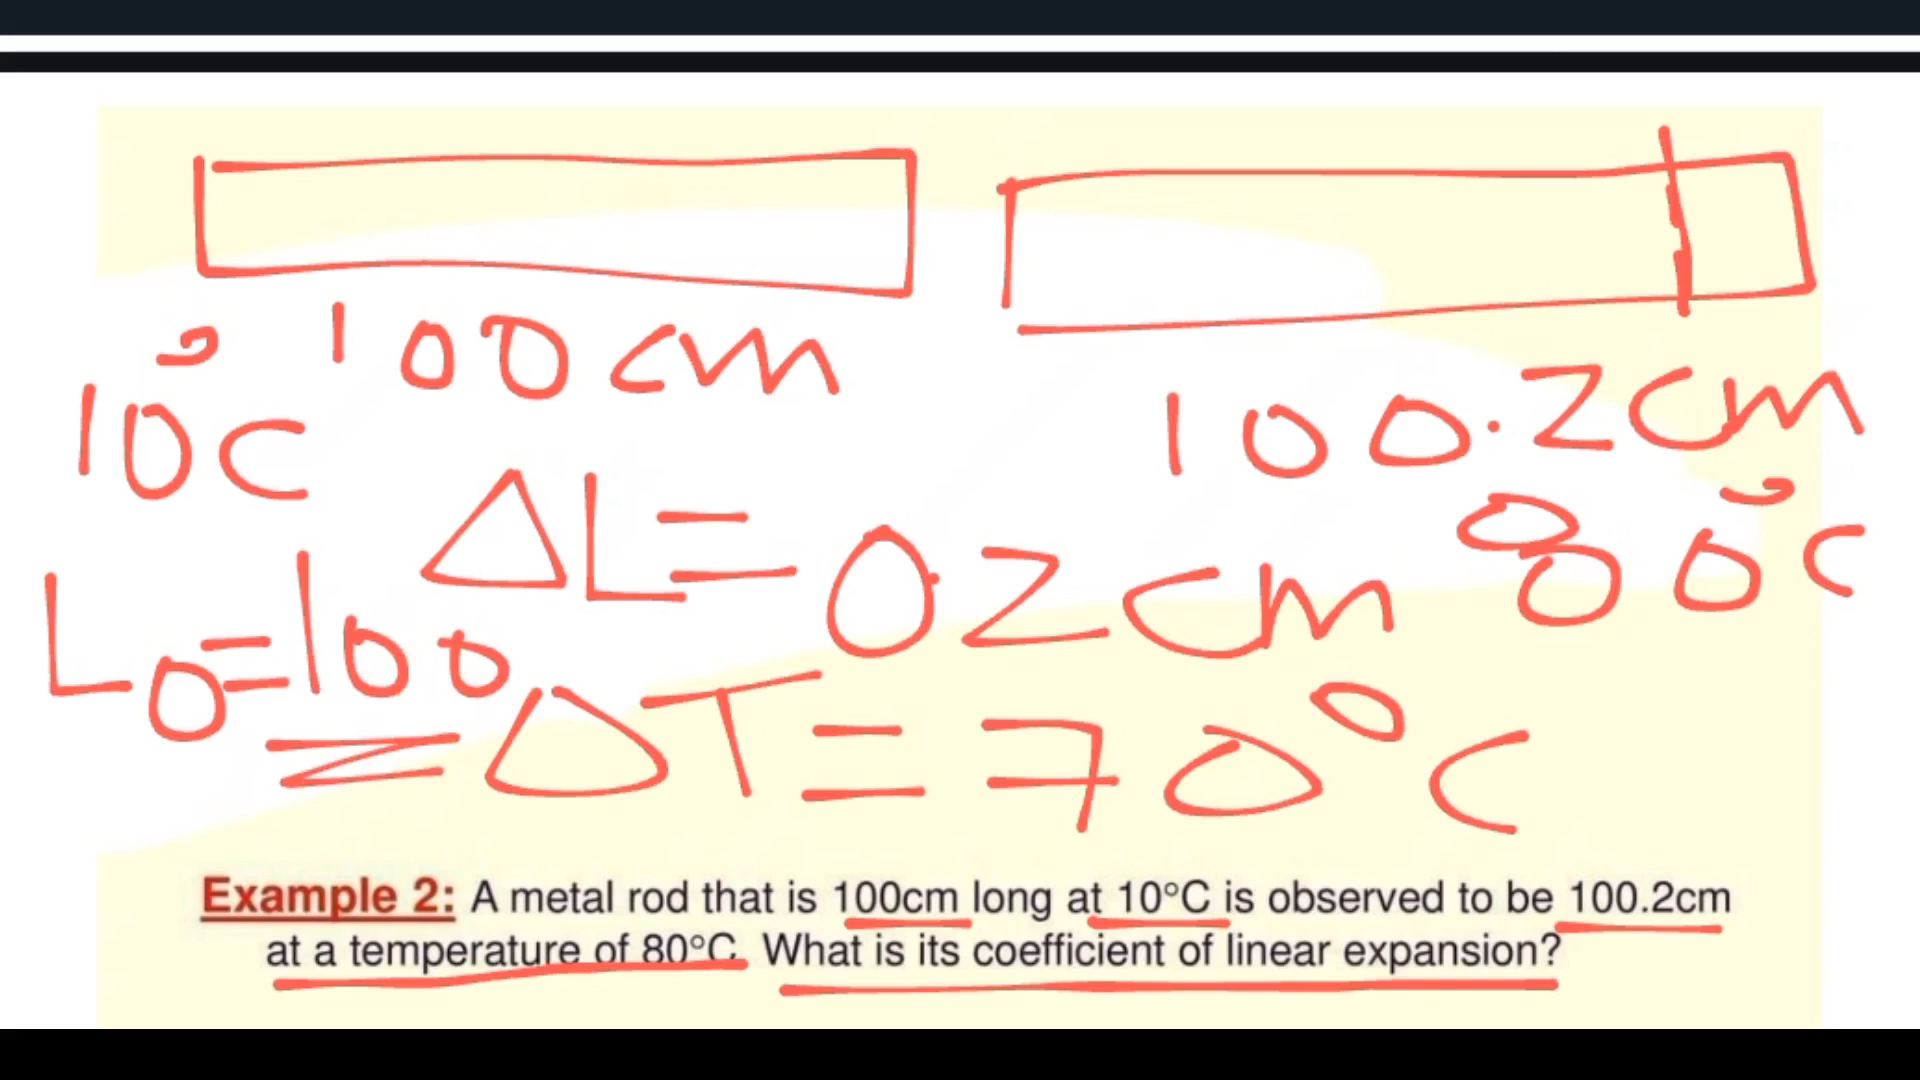 100cm
10°C
100.2cm
80°C
ΔL = 0.2cm
L0 = 100
ΔT = 70°C
Example 2: A metal rod that is 100cm long at 10°C is observed to be 100.2cm
at a temperature of 80°C. What is its coefficient of linear expansion?